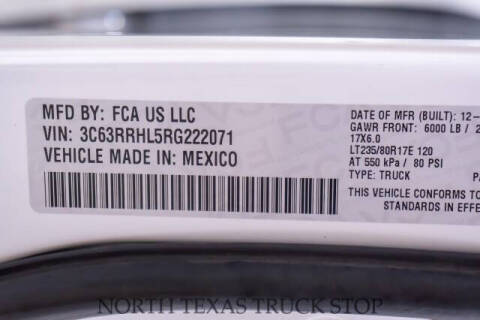 MFD BY: FCA US LLC
VIN: 3C63RRHL5RG222071
VEHICLE MADE IN: MEXICO
DATE OF MFR (BUILT): 12-
GAWR FRONT: 6000 LB / 2
17X6.0
LT235/80R17E 120
AT 550 kPa / 80 PSI
TYPE: TRUCK
THIS VEHICLE CONFORMS TO
STANDARDS IN EFFE
NORTH TEXAS TRUCK STOP